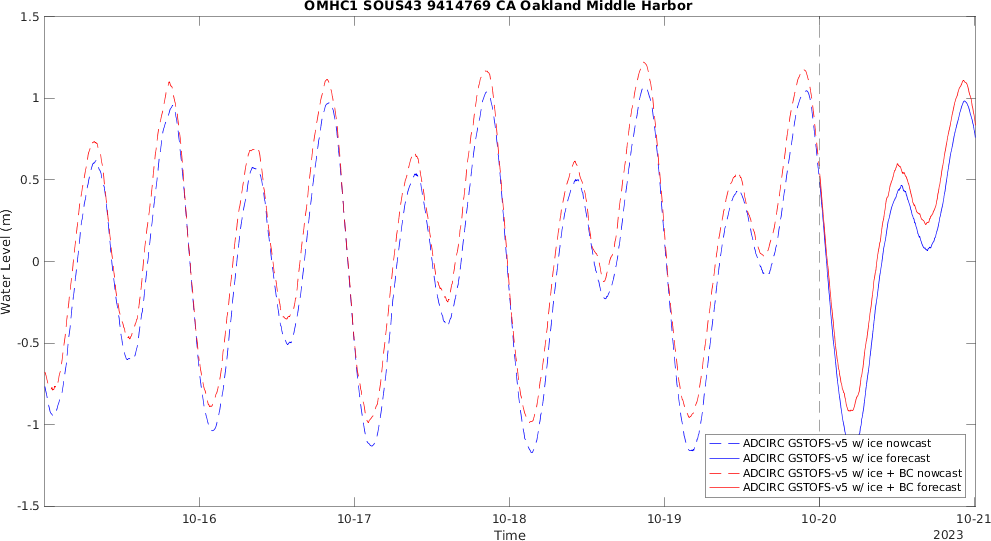 OMHC1 SOUS43 9414769 CA Oakland Middle Harbor
1.5
1
0.5
0
-0.5
-1
-1.5
Water Level (m)
10-16
10-17
10-18
10-19
10-20
10-21
Time
2023
ADCIRC GSTOFS-v5 w/ ice nowcast
ADCIRC GSTOFS-v5 w/ ice forecast
ADCIRC GSTOFS-v5 w/ ice + BC nowcast
ADCIRC GSTOFS-v5 w/ ice + BC forecast